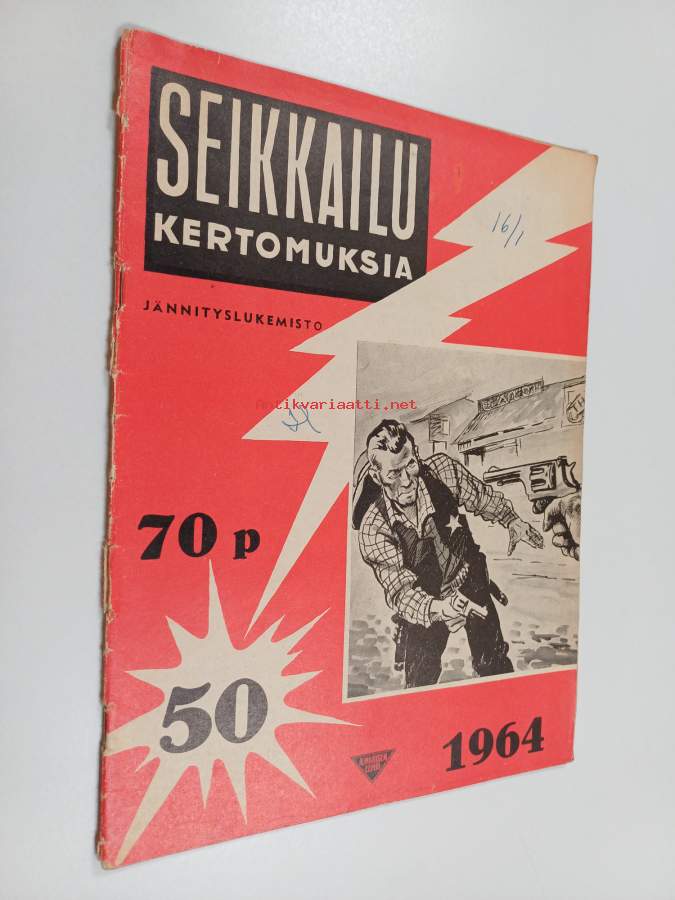 SEIKKAILU
KERTOMUKSIA
JÄNNITYSLUKEMISTO
16/1
Antikvariaatti.net
70 p
50
1964